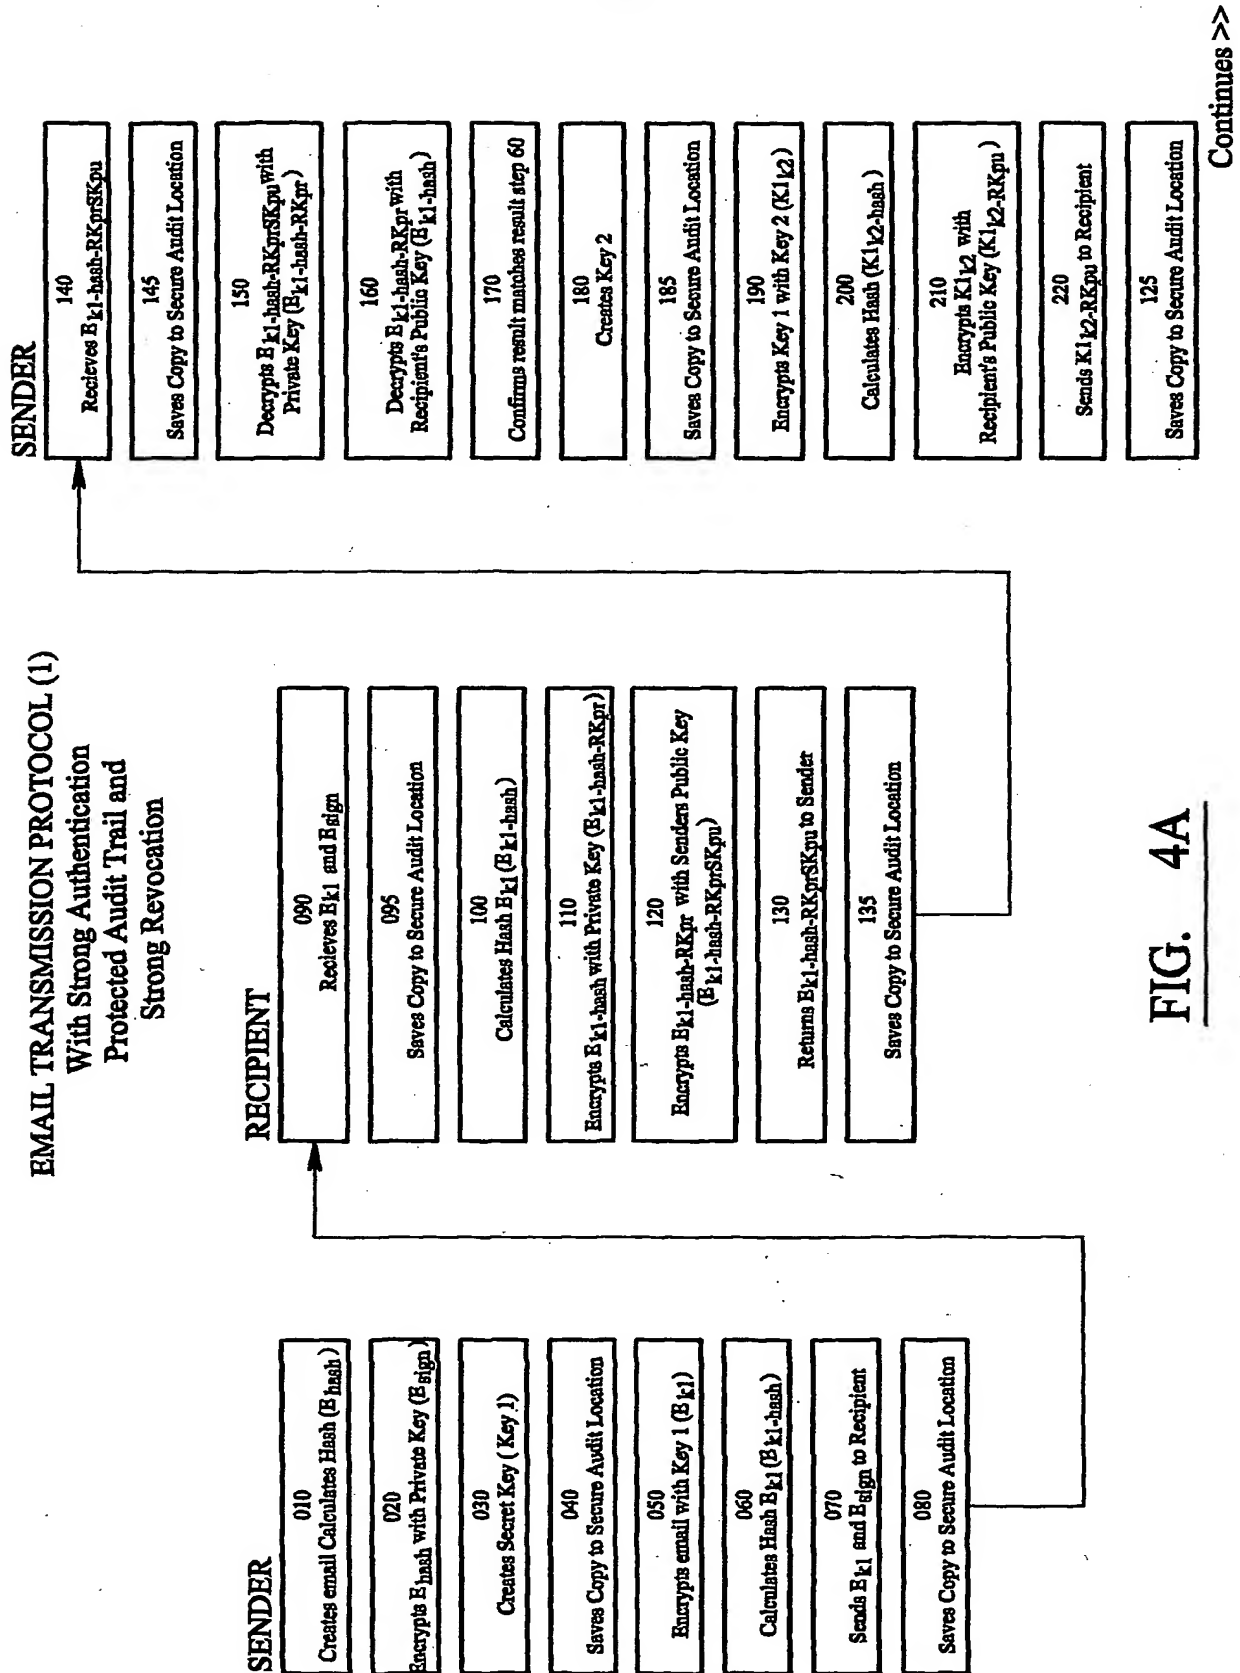 EMAIL TRANSMISSION PROTOCOL (1)
With Strong Authentication
Protected Audit Trail and
Strong Revocation
SENDER
010
Creates email Calculates Hash (Ehash)
020
Encrypts Ehash with Private Key (Esign)
030
Creates Secret Key ( Key 1)
040
Saves Copy to Secure Audit Location
050
Encrypts email with Key 1 (Ek1)
060
Calculates Hash Ek1 (Ek1-hash)
070
Sends Ek1 and Esign to Recipient
080
Saves Copy to Secure Audit Location
RECIPIENT
090
Recieves Ek1 and Esign
095
Saves Copy to Secure Audit Location
100
Calculates Hash Ek1 (Ek1-hash)
110
Encrypts Ek1-hash with Private Key (Ek1-hash-RKpr)
120
Encrypts Ek1-hash-RKpr with Senders Public Key
(Ek1-hash-RKprSKpu)
130
Returns Ek1-hash-RKprSKpu to Sender
135
Saves Copy to Secure Audit Location
SENDER
140
Recieves Ek1-hash-RKprSKpu
145
Saves Copy to Secure Audit Location
150
Decrypts Ek1-hash-RKprSKpu with
Private Key (Ek1-hash-RKpr)
160
Decrypts Ek1-hash-RKpr with
Recipient's Public Key (Ek1-hash)
170
Confirms result matches result step 60
180
Creates Key 2
185
Saves Copy to Secure Audit Location
190
Encrypts Key 1 with Key 2 (K1k2)
200
Calculates Hash (K1k2-hash)
210
Encrypts K1k2 with
Recipient's Public Key (K1k2-RKpu)
220
Sends K1k2-RKpu to Recipient
125
Saves Copy to Secure Audit Location
Continues >>
FIG. 4A